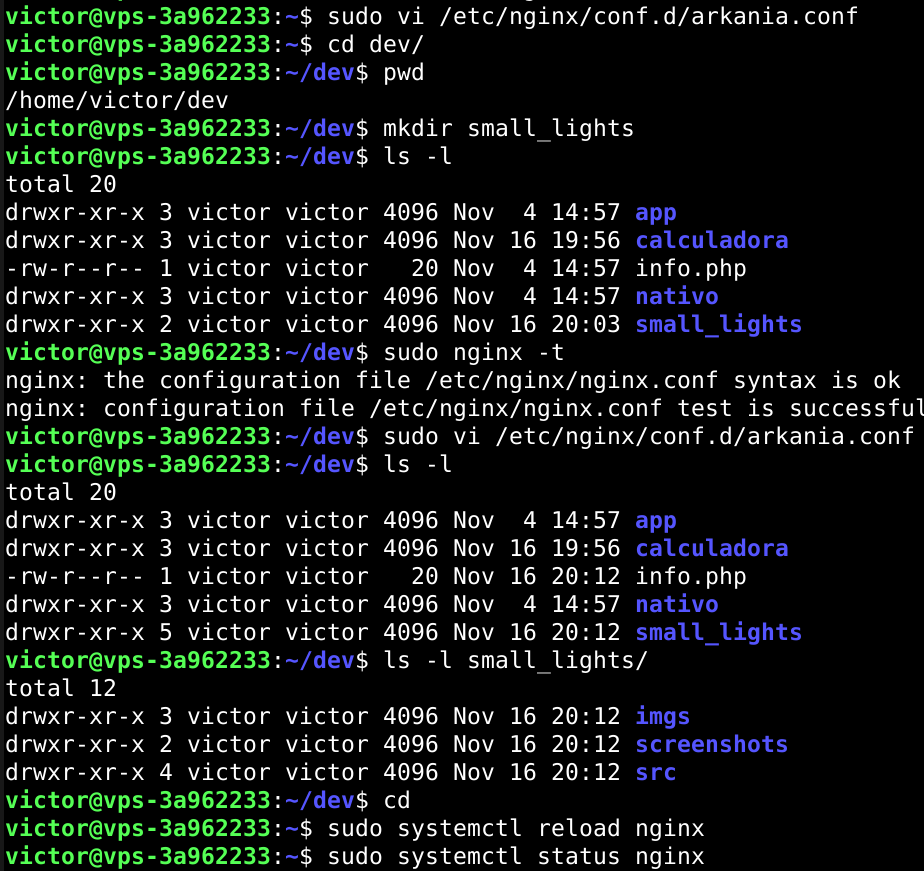 victor@vps-3a962233:~$ sudo vi /etc/nginx/conf.d/arkania.conf
victor@vps-3a962233:~$ cd dev/
victor@vps-3a962233:~/dev$ pwd
/home/victor/dev
victor@vps-3a962233:~/dev$ mkdir small_lights
victor@vps-3a962233:~/dev$ ls -l
total 20
drwxr-xr-x 3 victor victor 4096 Nov  4 14:57 app
drwxr-xr-x 3 victor victor 4096 Nov 16 19:56 calculadora
-rw-r--r-- 1 victor victor   20 Nov  4 14:57 info.php
drwxr-xr-x 3 victor victor 4096 Nov  4 14:57 nativo
drwxr-xr-x 2 victor victor 4096 Nov 16 20:03 small_lights
victor@vps-3a962233:~/dev$ sudo nginx -t
nginx: the configuration file /etc/nginx/nginx.conf syntax is ok
nginx: configuration file /etc/nginx/nginx.conf test is successful
victor@vps-3a962233:~/dev$ sudo vi /etc/nginx/conf.d/arkania.conf
victor@vps-3a962233:~/dev$ ls -l
total 20
drwxr-xr-x 3 victor victor 4096 Nov  4 14:57 app
drwxr-xr-x 3 victor victor 4096 Nov 16 19:56 calculadora
-rw-r--r-- 1 victor victor   20 Nov 16 20:12 info.php
drwxr-xr-x 3 victor victor 4096 Nov  4 14:57 nativo
drwxr-xr-x 5 victor victor 4096 Nov 16 20:12 small_lights
victor@vps-3a962233:~/dev$ ls -l small_lights/
total 12
drwxr-xr-x 3 victor victor 4096 Nov 16 20:12 imgs
drwxr-xr-x 2 victor victor 4096 Nov 16 20:12 screenshots
drwxr-xr-x 4 victor victor 4096 Nov 16 20:12 src
victor@vps-3a962233:~/dev$ cd
victor@vps-3a962233:~$ sudo systemctl reload nginx
victor@vps-3a962233:~$ sudo systemctl status nginx